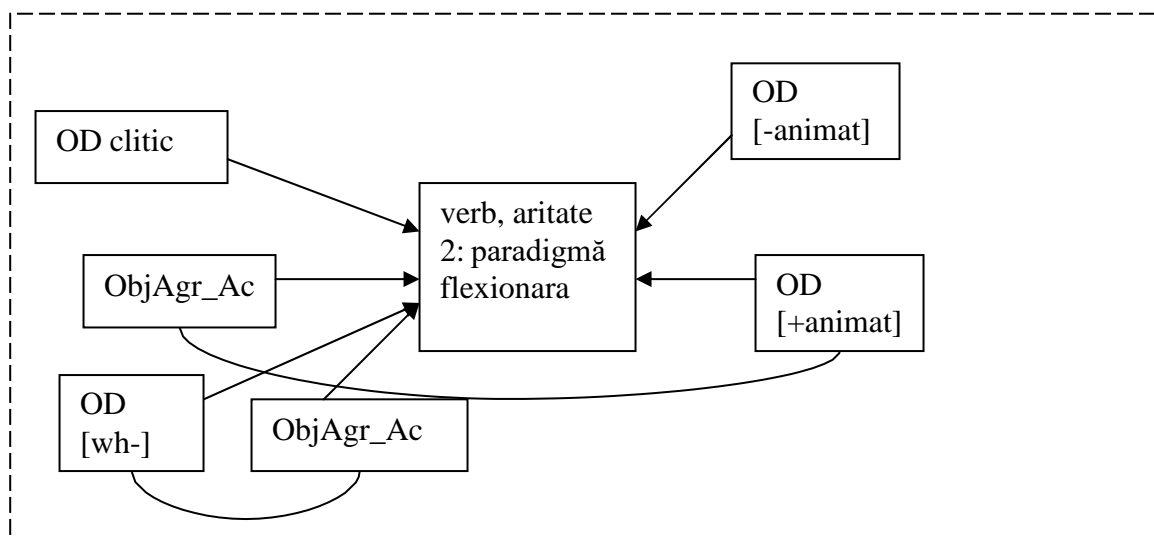 OD
[-animat]
OD clitic
verb, aritate
2: paradigmă
flexionara
ObjAgr_Ac
OD
[+animat]
OD
[wh-]
ObjAgr_Ac